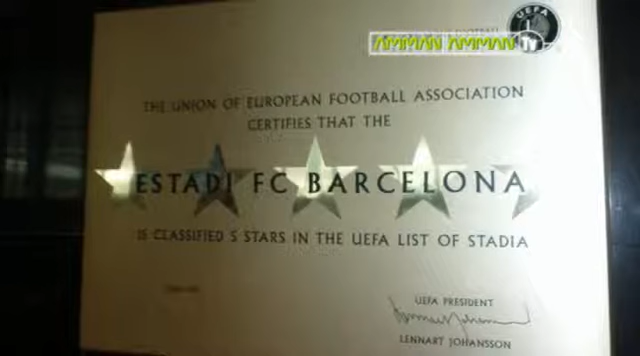 UEFA
AMMAN AMMAN TV
THE UNION OF EUROPEAN FOOTBALL ASSOCIATION
CERTIFIES THAT THE
ESTADI FC BARCELONA
IS CLASSIFIED 5 STARS IN THE UEFA LIST OF STADIA
UEFA PRESIDENT
LENNART JOHANSSON